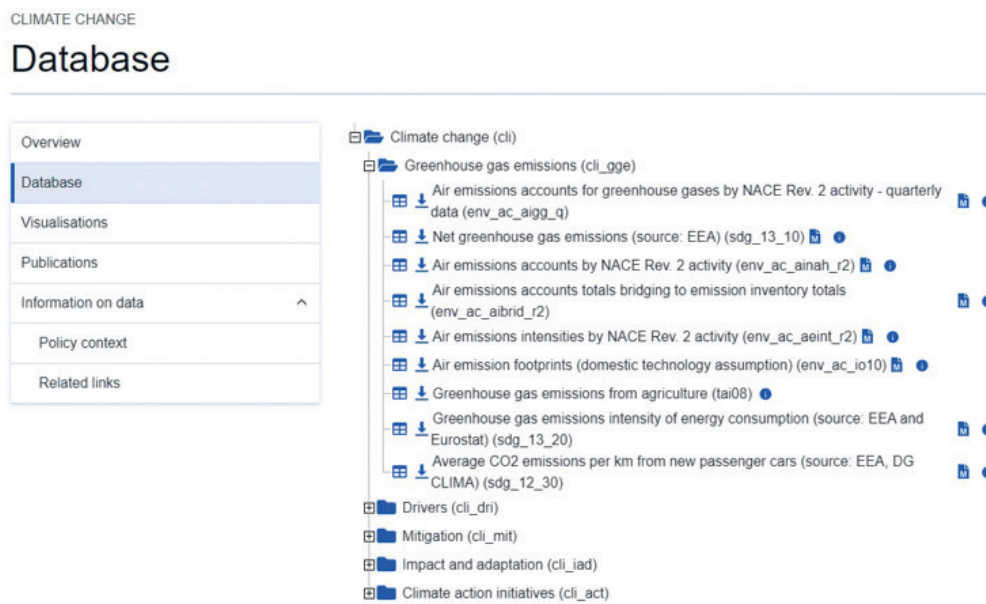 CLIMATE CHANGE
Database
Overview
Database
Visualisations
Publications
Information on data
Policy context
Related links
Climate change (cli)
Greenhouse gas emissions (cli_gge)
Air emissions accounts for greenhouse gases by NACE Rev. 2 activity - quarterly
data (env_ac_aigg_q)
Net greenhouse gas emissions (source: EEA) (sdg_13_10)
Air emissions accounts by NACE Rev. 2 activity (env_ac_ainah_r2)
Air emissions accounts totals bridging to emission inventory totals
(env_ac_aibrid_r2)
Air emissions intensities by NACE Rev. 2 activity (env_ac_aeint_r2)
Air emission footprints (domestic technology assumption) (env_ac_io10)
Greenhouse gas emissions from agriculture (tai08)
Greenhouse gas emissions intensity of energy consumption (source: EEA and
Eurostat) (sdg_13_20)
Average CO2 emissions per km from new passenger cars (source: EEA, DG
CLIMA) (sdg_12_30)
Drivers (cli_dri)
Mitigation (cli_mit)
Impact and adaptation (cli_iad)
Climate action initiatives (cli_act)